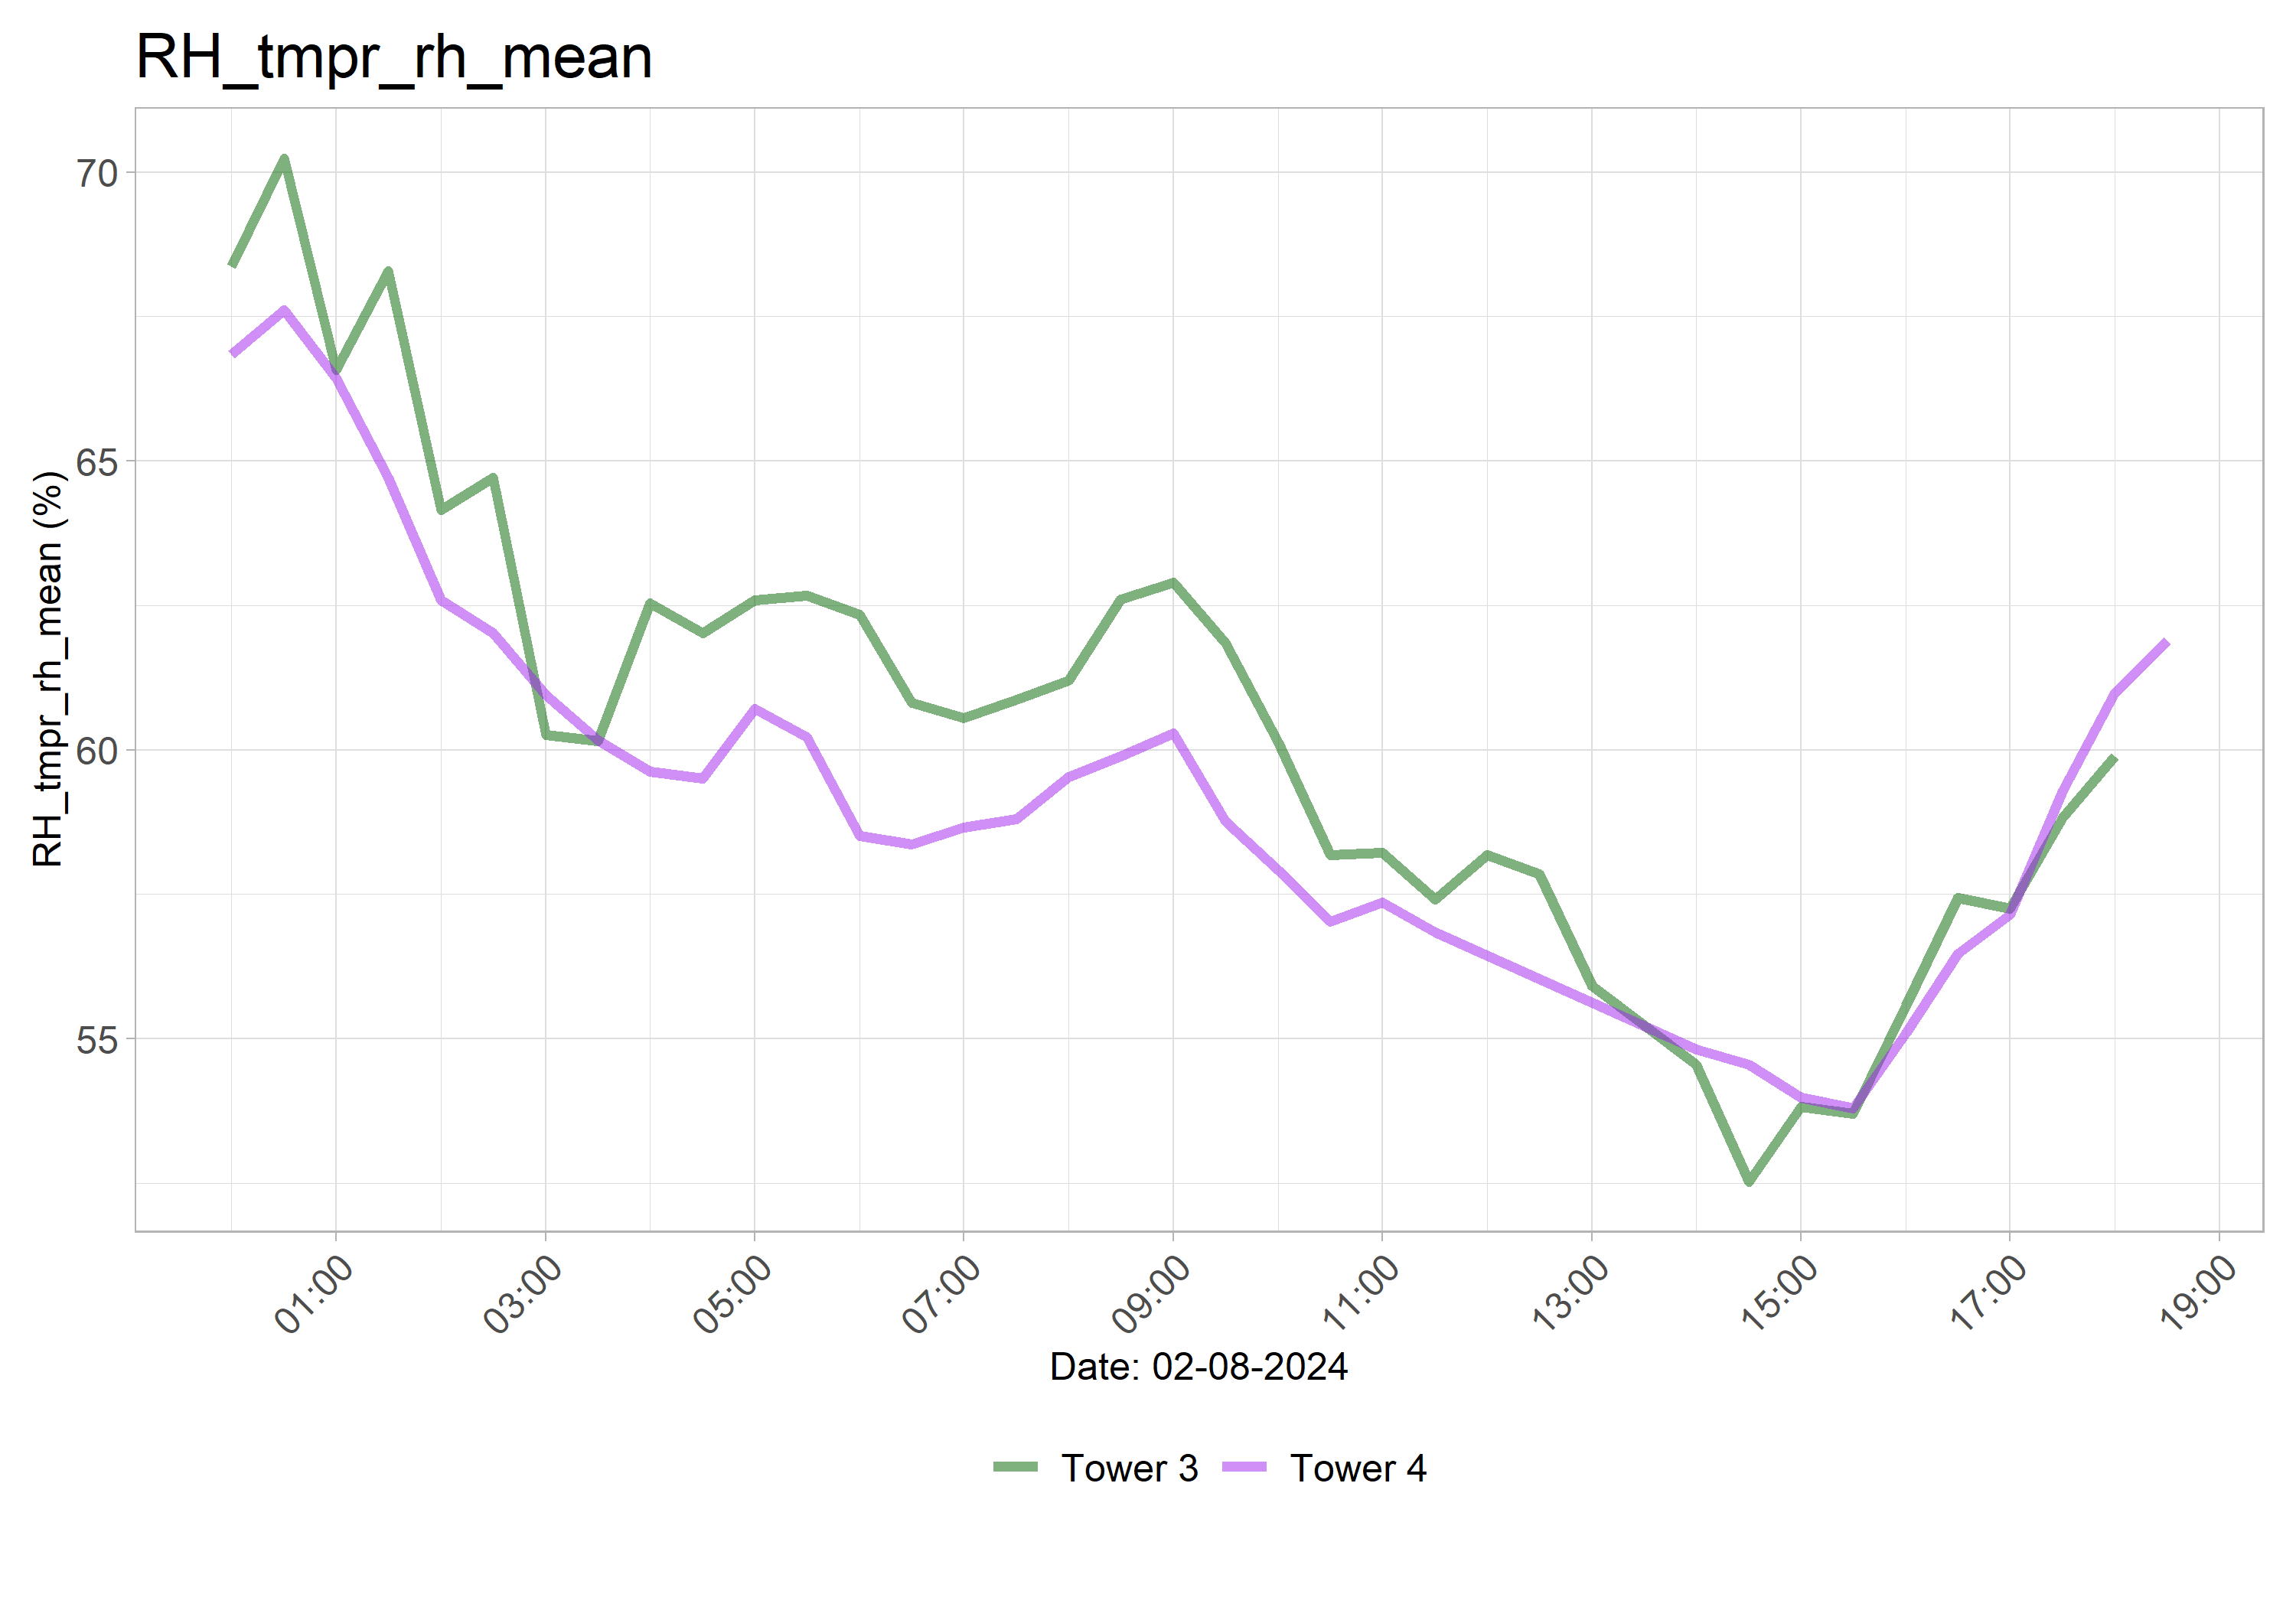 RH_tmpr_rh_mean
RH_tmpr_rh_mean (%)
70
65
60
55
01:00 03:00 05:00 07:00 09:00 11:00 13:00 15:00 17:00 19:00
Date: 02-08-2024
Tower 3 Tower 4